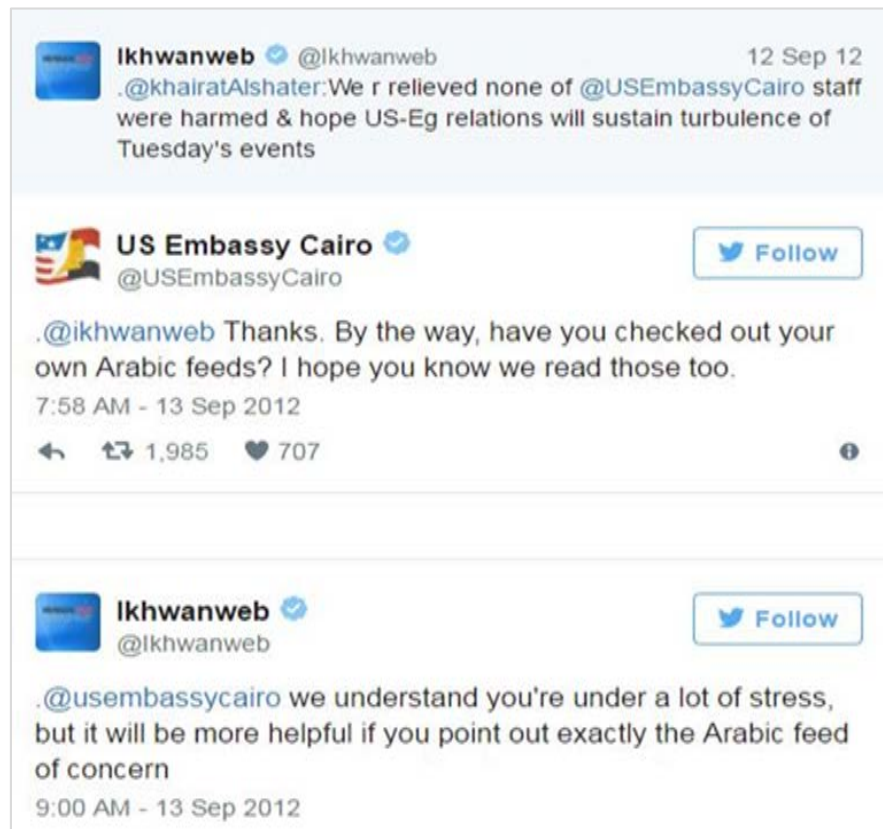 Ikhwanweb @Ikhwanweb 12 Sep 12
.@khairatAlshater:We r relieved none of @USEmbassyCairo staff
were harmed & hope US-Eg relations will sustain turbulence of
Tuesday's events
US Embassy Cairo
@USEmbassyCairo
Follow
.@ikhwanweb Thanks. By the way, have you checked out your
own Arabic feeds? I hope you know we read those too.
7:58 AM - 13 Sep 2012
1,985 707
Ikhwanweb
@Ikhwanweb
Follow
.@usembassycairo we understand you're under a lot of stress,
but it will be more helpful if you point out exactly the Arabic feed
of concern
9:00 AM - 13 Sep 2012